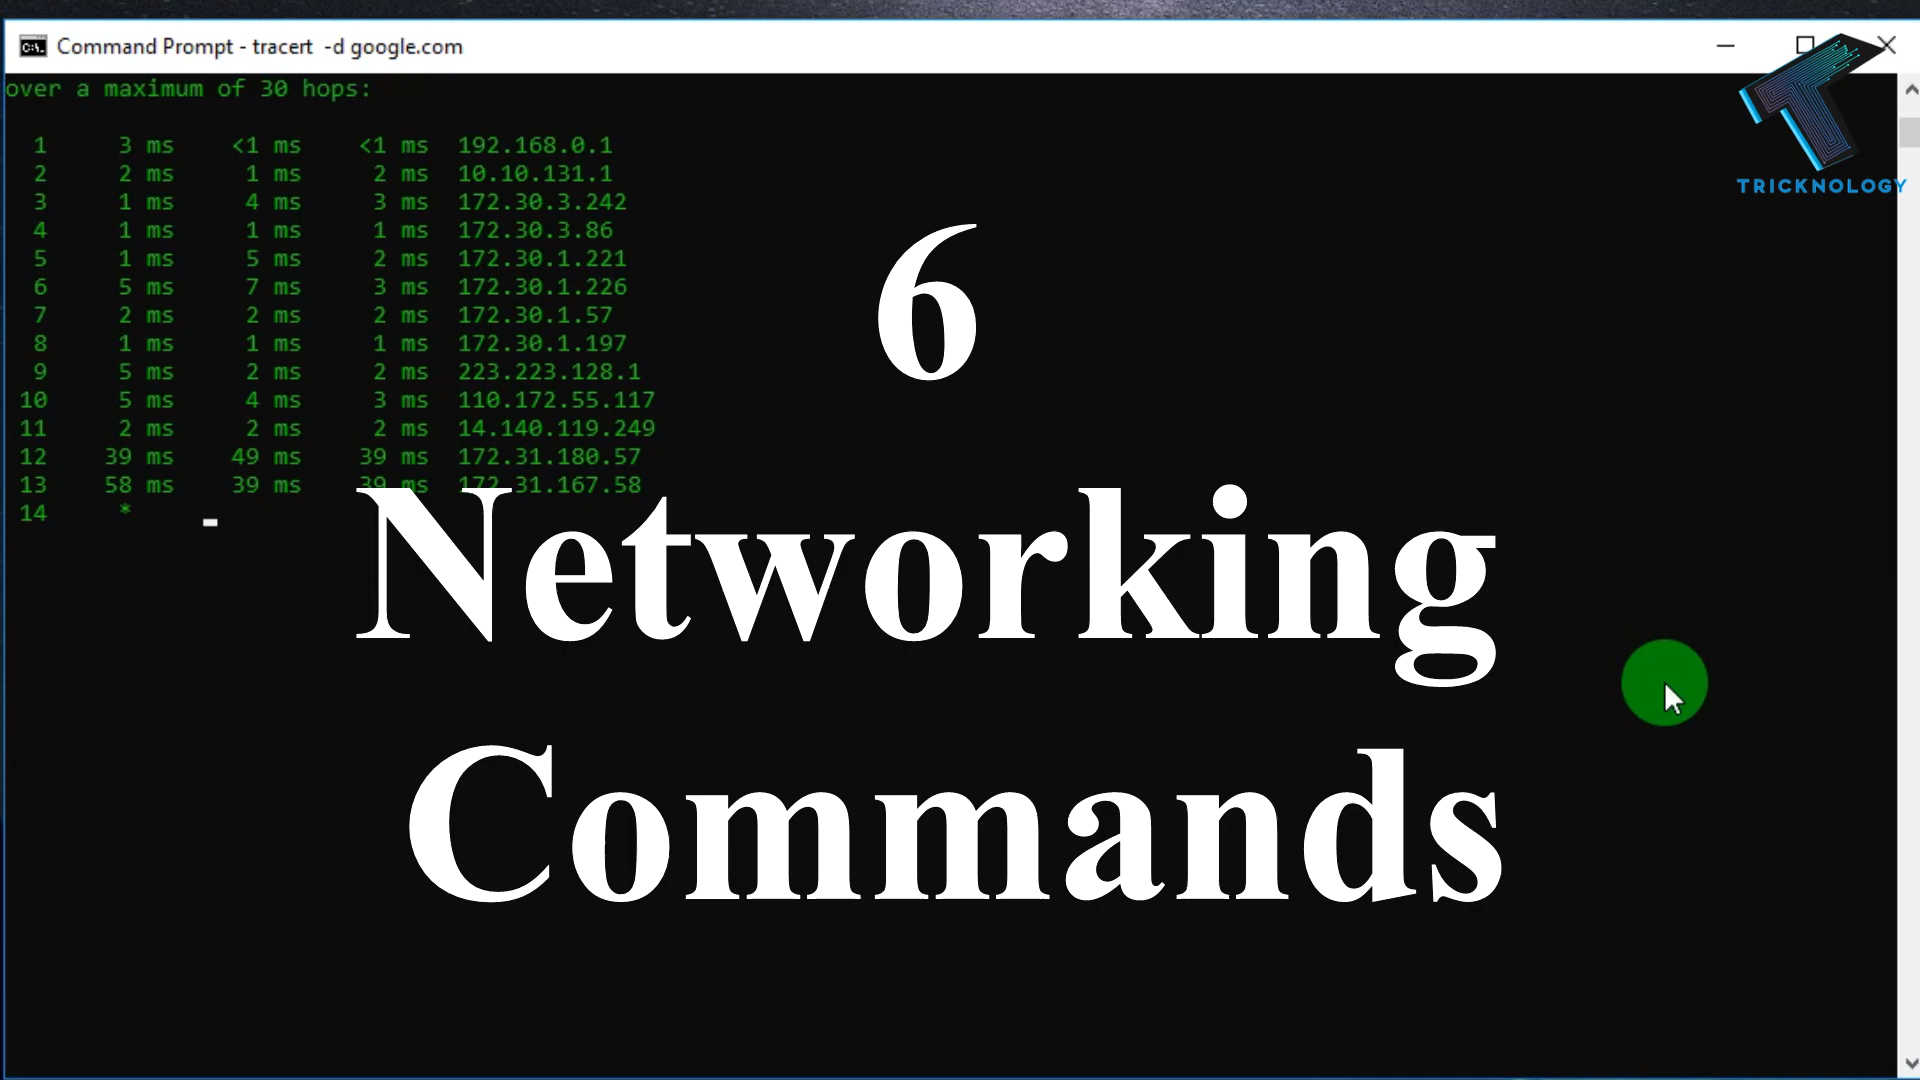 Command Prompt - tracert -d google.com
over a maximum of 30 hops:
1 3 ms <1 ms <1 ms 192.168.0.1
2 2 ms 1 ms 2 ms 10.10.131.1
3 1 ms 4 ms 3 ms 172.30.3.242
4 1 ms 1 ms 1 ms 172.30.3.86
5 1 ms 5 ms 2 ms 172.30.1.221
6 5 ms 7 ms 3 ms 172.30.1.226
7 2 ms 2 ms 2 ms 172.30.1.57
8 1 ms 1 ms 1 ms 172.30.1.197
9 5 ms 2 ms 2 ms 223.223.128.1
10 5 ms 4 ms 3 ms 110.172.55.117
11 2 ms 2 ms 2 ms 14.140.119.249
12 39 ms 49 ms 39 ms 172.31.180.57
13 58 ms 39 ms 39 ms 172.31.167.58
14 *
TRICKNOLOGY
6
Networking
Commands